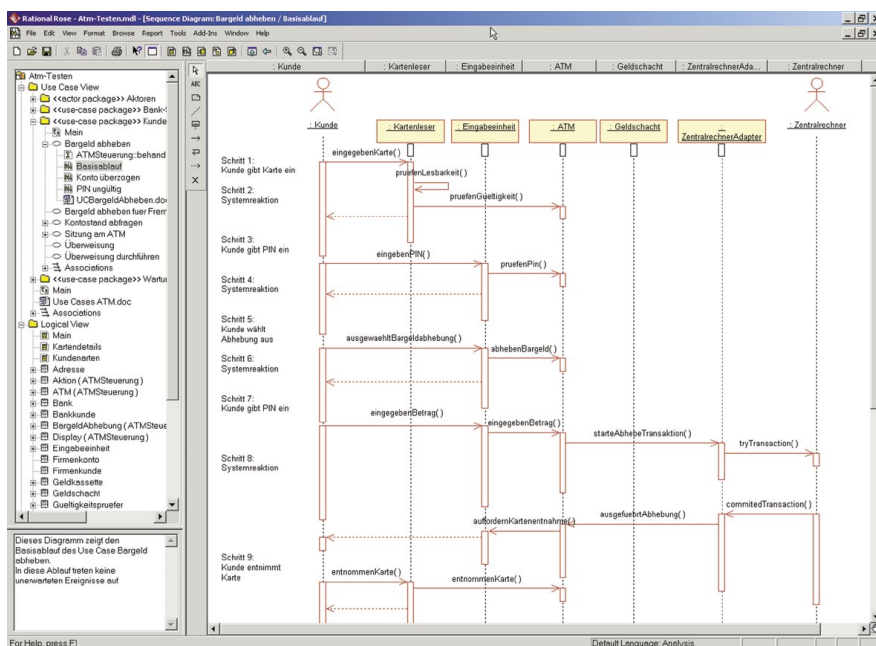 Rational Rose - Atm-Testen.mdl - [Sequence Diagram: Bargeld abheben / Basisablauf]
File Edit View Format Browse Report Tools Add-Ins Window Help
Atm-Testen
Use Case View
<<actor package>> Aktoren
<<use-case package>> Bank-
<<use-case package>> Kunde
Main
Bargeld abheben
ATMSteuerung::behand
Basisablauf
Konto überzogen
PIN ungültig
UCBargeldAbheben.do
Bargeld abheben fuer Frem
Kontostand abfragen
Sitzung am ATM
Überweisung
Überweisung durchführen
Associations
<<use-case package>> Wartu
Main
Use Cases ATM.doc
Associations
Logical View
Main
Kartendetails
Kundenarten
Adresse
Aktion ( ATMSteuerung )
ATM ( ATMSteuerung )
Bank
Bankkunde
BargeldAbhebung ( ATMSteue
Display ( ATMSteuerung )
Eingabeeinheit
Firmenkonto
Firmenkunde
Geldkassette
Geldschacht
Gueltigkeitspruefer
Dieses Diagramm zeigt den
Basisablauf des Use Case Bargeld
abheben.
In diese Ablauf treten keine
unerwarteten Ereignisse auf
ABC
: Kunde : Kartenleser : Eingabeeinheit : ATM : Geldschacht : ZentralrechnerAda... : Zentralrechner
: Kunde : Kartenleser : Eingabeeinheit : ATM : Geldschacht : ZentralrechnerAdapter : Zentralrechner
Schritt 1:
Kunde gibt Karte ein
eingegebenKarte( )
Schritt 2:
Systemreaktion
pruefenLesbarkeit( )
pruefenGueltigkeit( )
Schritt 3:
Kunde gibt PIN ein
eingebenPIN( )
pruefenPin( )
Schritt 4:
Systemreaktion
Schritt 5:
Kunde wählt
Abhebung aus
ausgewaehltBargeldabhebung( )
abhebenBargeld( )
Schritt 6:
Systemreaktion
Schritt 7:
Kunde gibt PIN ein
eingegebenBetrag( )
eingegebenBetrag( )
starteAbhebeTransaktion( )
tryTransaction( )
Schritt 8:
Systemreaktion
commitedTransaction( )
ausgefuehrtAbhebung( )
auffordernKartenentnahme( )
Schritt 9:
Kunde entnimmt
Karte
entnommenKarte( )
entnommenKarte( )
For Help, press F1
Default Language: Analysis